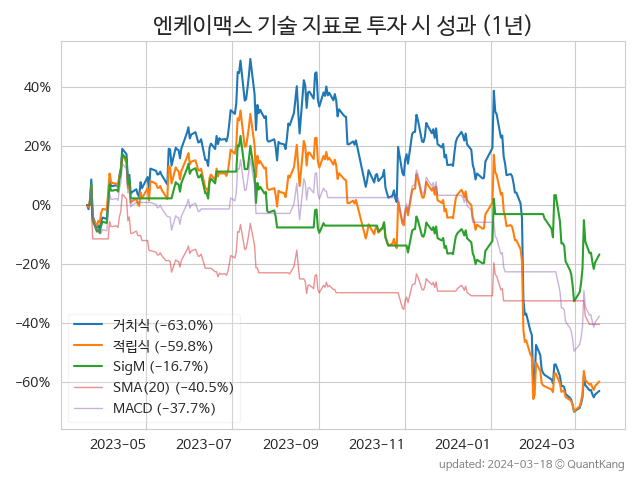 엔케이맥스 기술 지표로 투자 시 성과 (1년)
40%
20%
0%
−20%
−40%
−60%
거치식 (−63.0%)
적립식 (−59.8%)
SigM (−16.7%)
SMA(20) (−40.5%)
MACD (−37.7%)
2023-05 2023-07 2023-09 2023-11 2024-01 2024-03
updated: 2024-03-18 © QuantKang